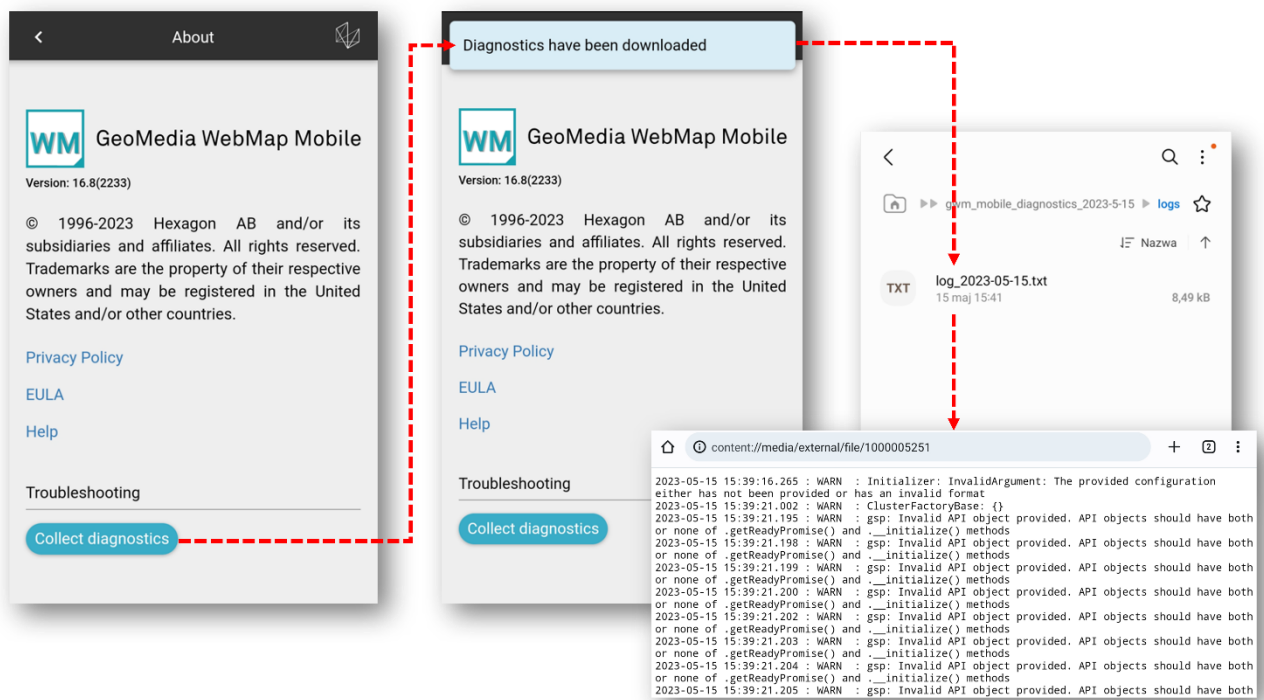 About
WM
GeoMedia WebMap Mobile
Version: 16.8(2233)
© 1996-2023 Hexagon AB and/or its
subsidiaries and affiliates. All rights reserved.
Trademarks are the property of their respective
owners and may be registered in the United
States and/or other countries.
Privacy Policy
EULA
Help
Troubleshooting
Collect diagnostics
Diagnostics have been downloaded
WM
GeoMedia WebMap Mobile
Version: 16.8(2233)
© 1996-2023 Hexagon AB and/or its
subsidiaries and affiliates. All rights reserved.
Trademarks are the property of their respective
owners and may be registered in the United
States and/or other countries.
Privacy Policy
EULA
Help
Troubleshooting
Collect diagnostics
gwm_mobile_diagnostics_2023-5-15 logs
Nazwa
TXT
log_2023-05-15.txt
15 maj 15:41 8,49 kB
content://media/external/file/1000005251 2
2023-05-15 15:39:16.265 : WARN : Initializer: InvalidArgument: The provided configuration
either has not been provided or has an invalid format
2023-05-15 15:39:21.002 : WARN : ClusterFactoryBase: {}
2023-05-15 15:39:21.195 : WARN : gsp: Invalid API object provided. API objects should have both
or none of .getReadyPromise() and .__initialize() methods
2023-05-15 15:39:21.198 : WARN : gsp: Invalid API object provided. API objects should have both
or none of .getReadyPromise() and .__initialize() methods
2023-05-15 15:39:21.199 : WARN : gsp: Invalid API object provided. API objects should have both
or none of .getReadyPromise() and .__initialize() methods
2023-05-15 15:39:21.200 : WARN : gsp: Invalid API object provided. API objects should have both
or none of .getReadyPromise() and .__initialize() methods
2023-05-15 15:39:21.202 : WARN : gsp: Invalid API object provided. API objects should have both
or none of .getReadyPromise() and .__initialize() methods
2023-05-15 15:39:21.203 : WARN : gsp: Invalid API object provided. API objects should have both
or none of .getReadyPromise() and .__initialize() methods
2023-05-15 15:39:21.204 : WARN : gsp: Invalid API object provided. API objects should have both
or none of .getReadyPromise() and .__initialize() methods
2023-05-15 15:39:21.205 : WARN : gsp: Invalid API object provided. API objects should have both